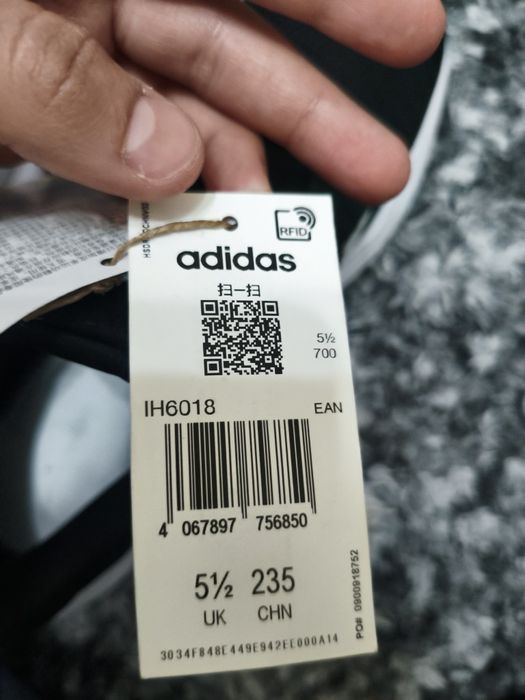 RFID
adidas
扫一扫
5½
700
IH6018
EAN
4 067897 756850
5½ 235
UK CHN
PO# 0900918752
3034F848E449E942EE000A14